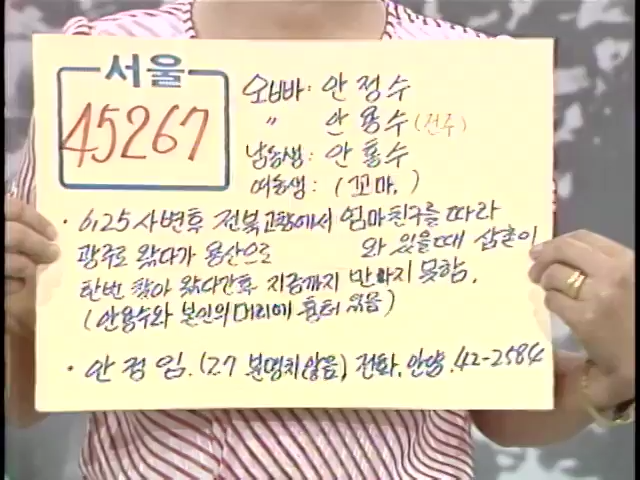 서울
45267
오빠: 안정수
〃 안용수 (전주)
남동생: 안홍수
여동생: (꼬마.)
· 6.25 사변후 전북고향에서 엄마친구를 따라
광주로 왔다가 용산으로 와 있을때 삼촌이
한번 찾아 왔다간후 지금까지 만나지 못함.
(안용수와 본인의 머리에 흉터 있음)
· 안정임. (27 분명치않음), 전화. 안양. 42-2584